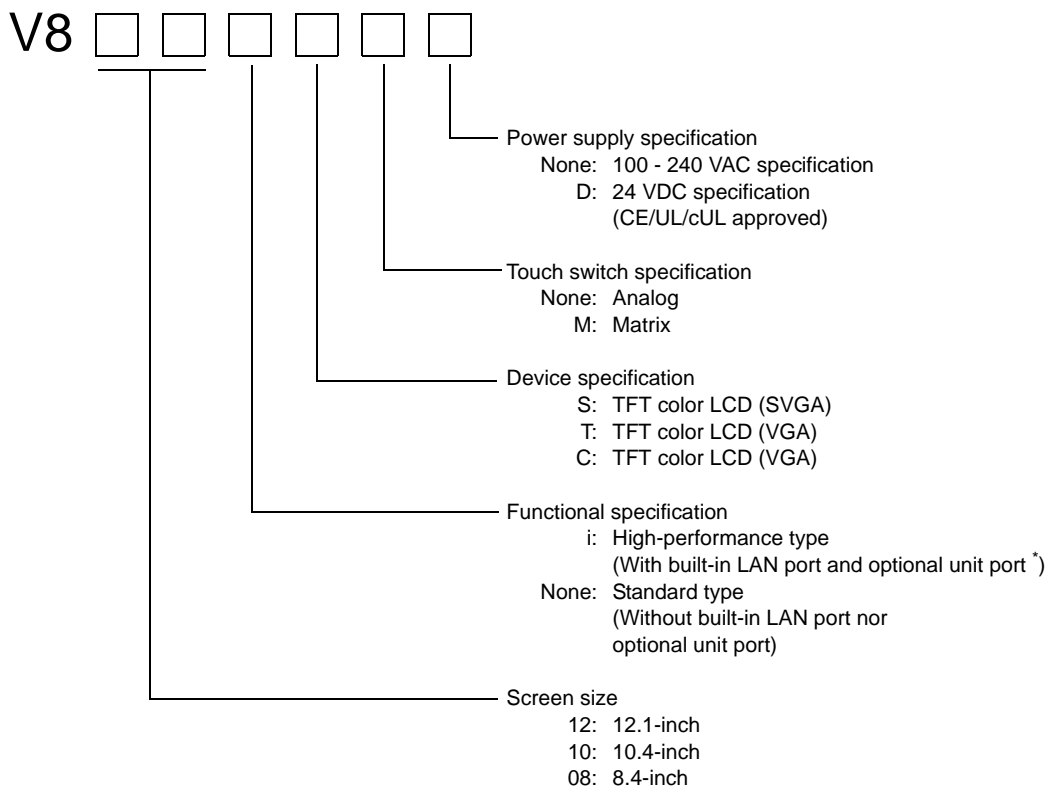 V8
Power supply specification
None: 100 - 240 VAC specification
D: 24 VDC specification
(CE/UL/cUL approved)
Touch switch specification
None: Analog
M: Matrix
Device specification
S: TFT color LCD (SVGA)
T: TFT color LCD (VGA)
C: TFT color LCD (VGA)
Functional specification
i: High-performance type
(With built-in LAN port and optional unit port *)
None: Standard type
(Without built-in LAN port nor
optional unit port)
Screen size
12: 12.1-inch
10: 10.4-inch
08: 8.4-inch